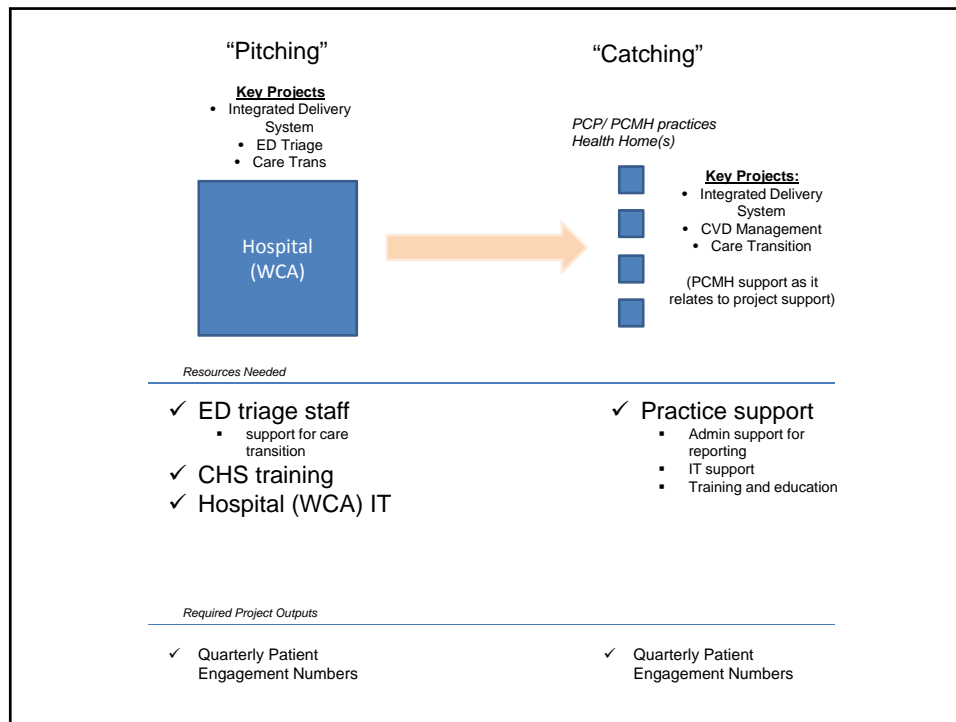 “Pitching”
Key Projects
• Integrated Delivery
System
• ED Triage
• Care Trans
Hospital
(WCA)
“Catching”
PCP/ PCMH practices
Health Home(s)
Key Projects:
• Integrated Delivery
System
• CVD Management
• Care Transition
(PCMH support as it
relates to project support)
Resources Needed
✓ ED triage staff
▪ support for care
transition
✓ CHS training
✓ Hospital (WCA) IT
✓ Practice support
▪ Admin support for
reporting
▪ IT support
▪ Training and education
Required Project Outputs
✓ Quarterly Patient
Engagement Numbers
✓ Quarterly Patient
Engagement Numbers